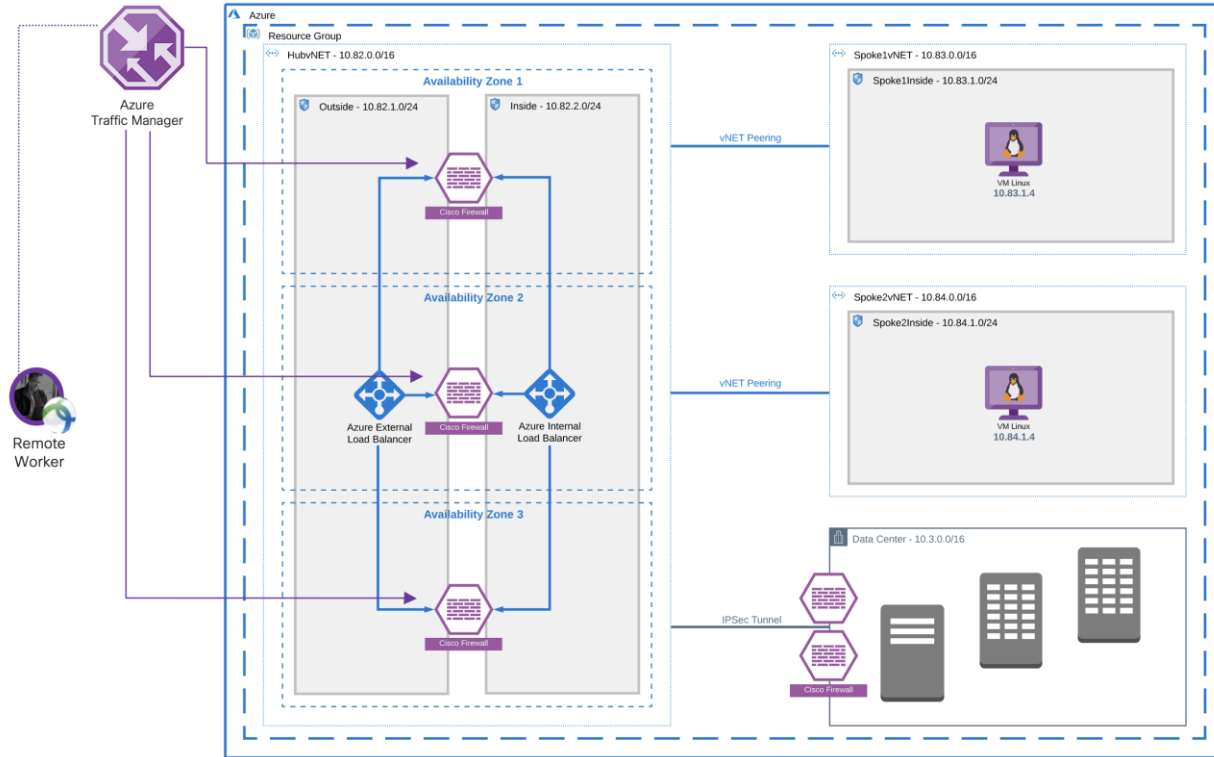 Azure
Resource Group
HubvNET - 10.82.0.0/16
Availability Zone 1
Outside - 10.82.1.0/24
Inside - 10.82.2.0/24
Cisco Firewall
Availability Zone 2
Azure External
Load Balancer
Cisco Firewall
Azure Internal
Load Balancer
Availability Zone 3
Cisco Firewall
Azure
Traffic Manager
Remote
Worker
vNET Peering
Spoke1vNET - 10.83.0.0/16
Spoke1Inside - 10.83.1.0/24
VM Linux
10.83.1.4
vNET Peering
Spoke2vNET - 10.84.0.0/16
Spoke2Inside - 10.84.1.0/24
VM Linux
10.84.1.4
IPSec Tunnel
Data Center - 10.3.0.0/16
Cisco Firewall